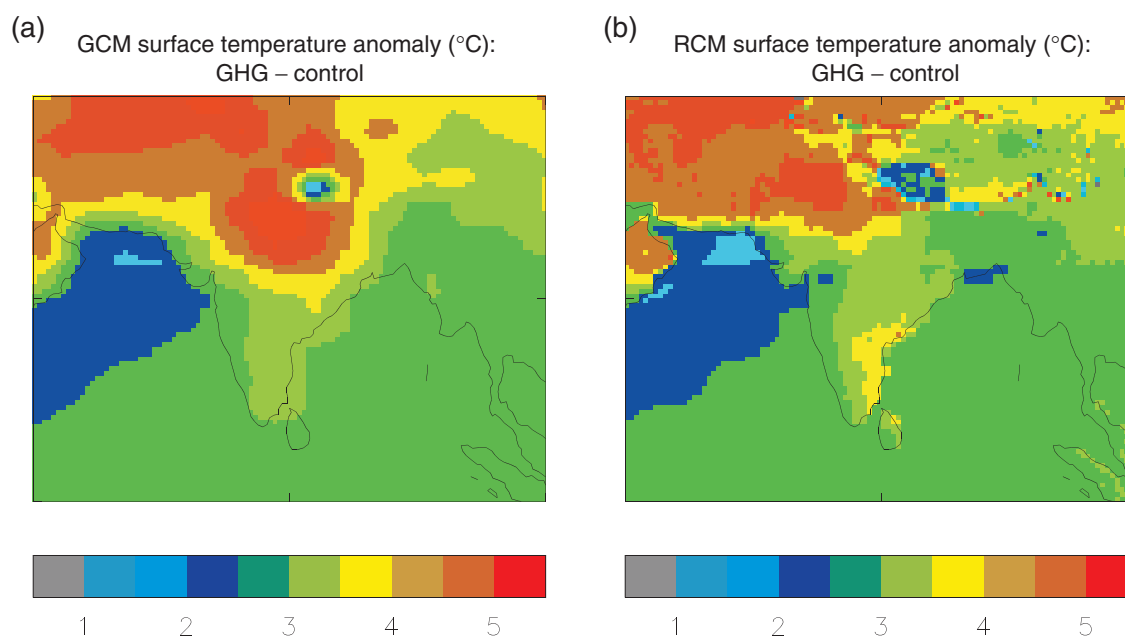 (a)
GCM surface temperature anomaly (°C):
GHG – control
(b)
RCM surface temperature anomaly (°C):
GHG – control
1 2 3 4 5
1 2 3 4 5